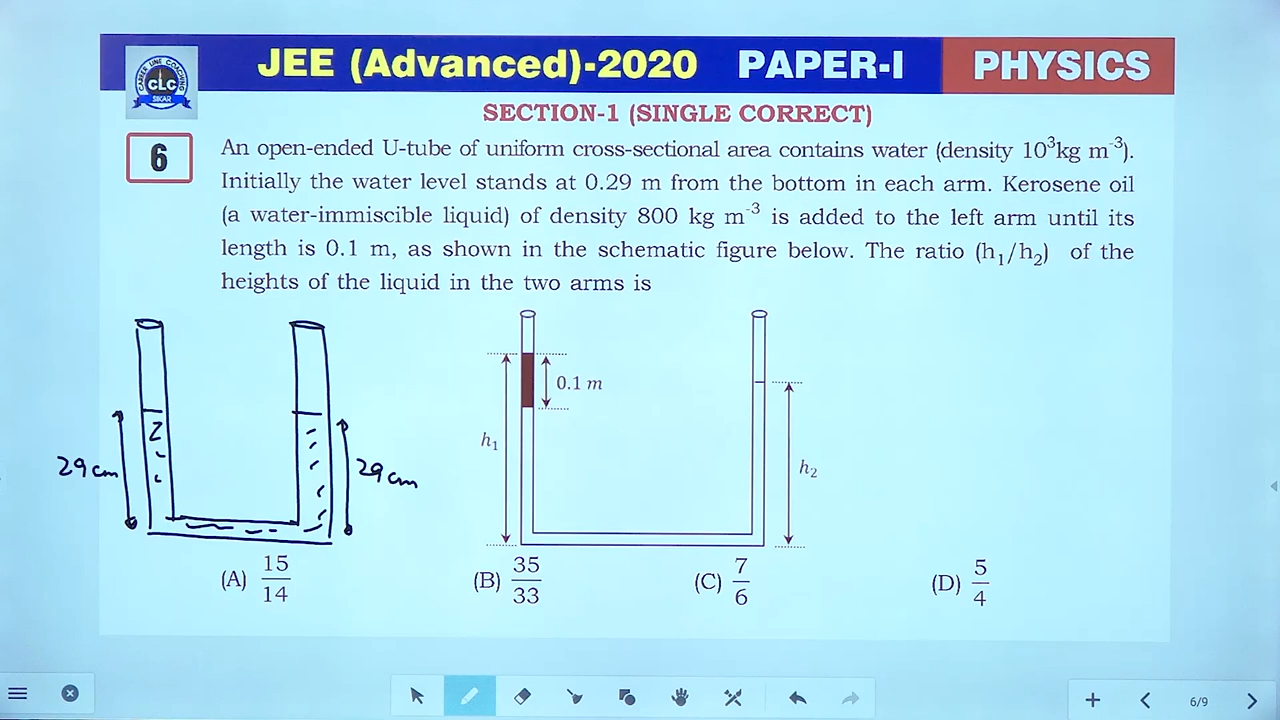 JEE (Advanced)-2020 PAPER-I PHYSICS
CAREER LINE COACHING
CLC
SIKAR
SECTION-1 (SINGLE CORRECT)
6
An open-ended U-tube of uniform cross-sectional area contains water (density 10³kg m⁻³).
Initially the water level stands at 0.29 m from the bottom in each arm. Kerosene oil
(a water-immiscible liquid) of density 800 kg m⁻³ is added to the left arm until its
length is 0.1 m, as shown in the schematic figure below. The ratio (h₁/h₂) of the
heights of the liquid in the two arms is
0.1 m
h₁
h₂
29 cm
29 cm
(A) 15/14 (B) 35/33 (C) 7/6 (D) 5/4
6/9